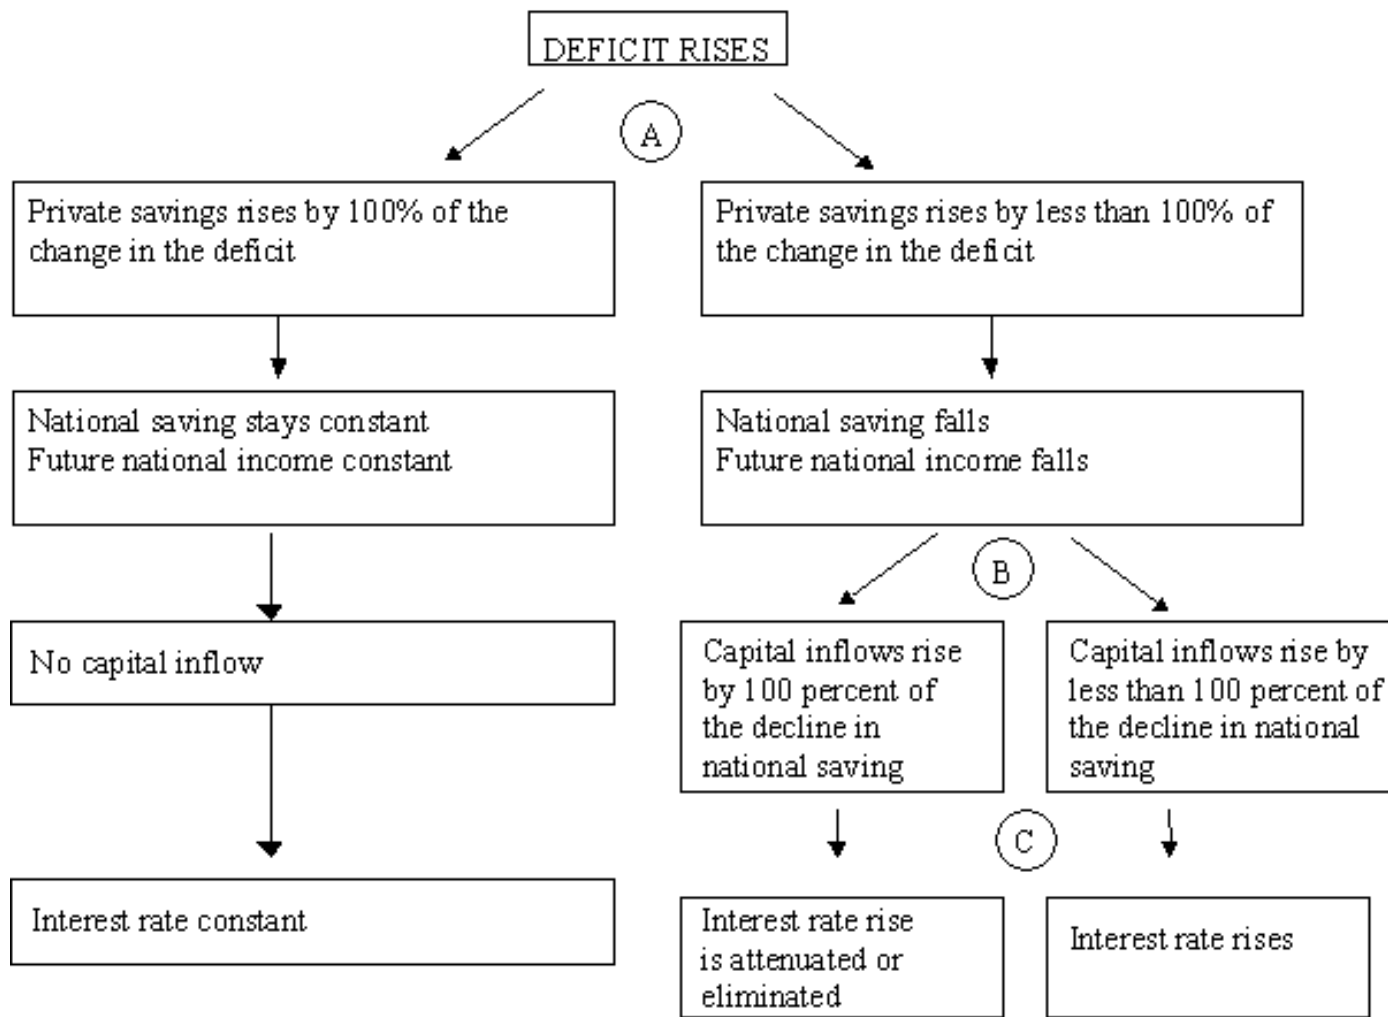 DEFICIT RISES
A
Private savings rises by 100% of the
change in the deficit
Private savings rises by less than 100% of
the change in the deficit
National saving stays constant
Future national income constant
National saving falls
Future national income falls
B
No capital inflow
Capital inflows rise
by 100 percent of
the decline in
national saving
Capital inflows rise by
less than 100 percent of
the decline in national
saving
C
Interest rate constant
Interest rate rise
is attenuated or
eliminated
Interest rate rises